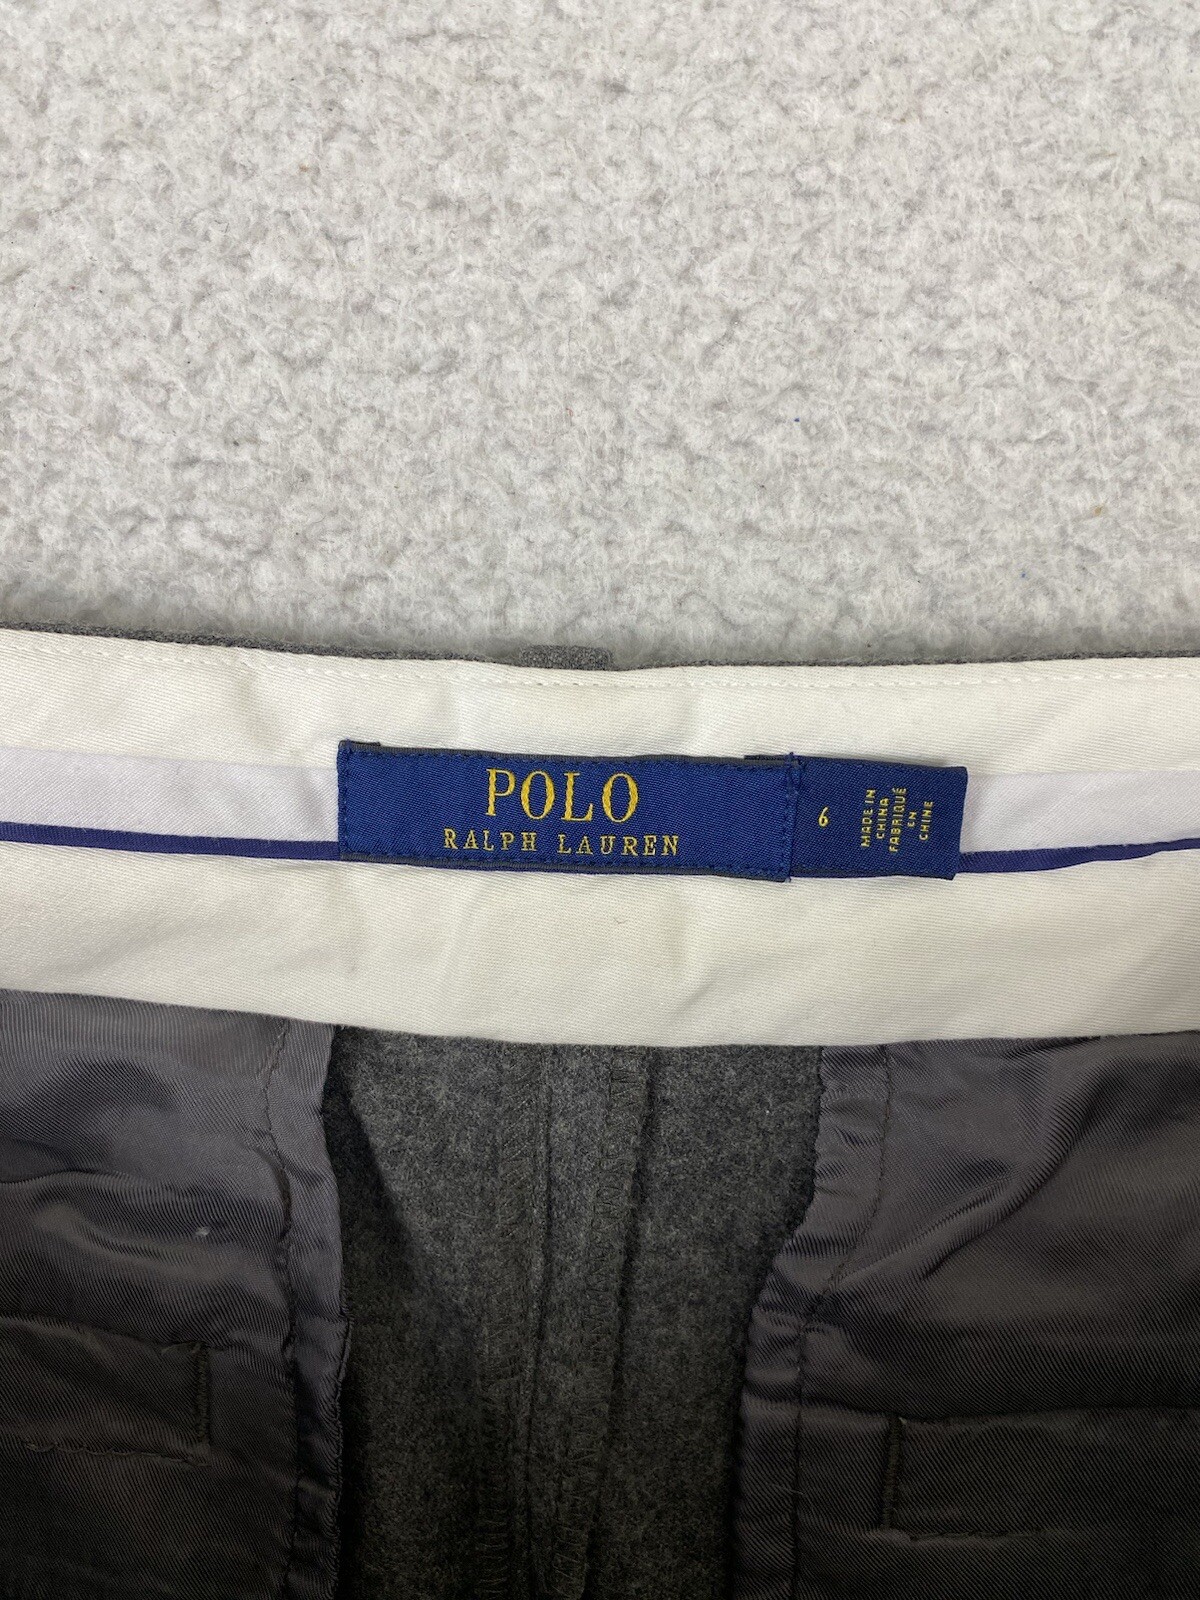 POLO
RALPH LAUREN
6
MADE IN
CHINA
FABRIQUÉ
EN
CHINE